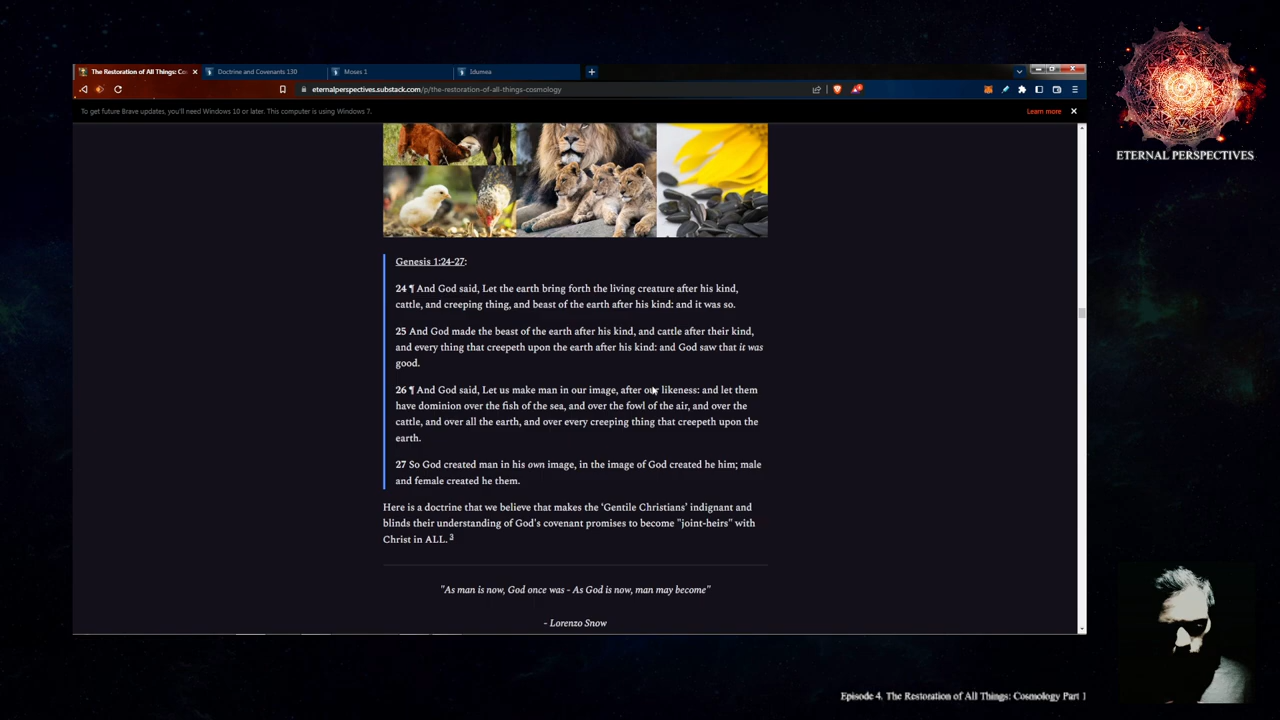 The Restoration of All Things: Co
Doctrine and Covenants 130
Moses 1
Idumea
eternalperspectives.substack.com/p/the-restoration-of-all-things-cosmology
To get future Brave updates, you'll need Windows 10 or later. This computer is using Windows 7.
Learn more
ETERNAL PERSPECTIVES
Genesis 1:24-27:
24 ¶ And God said, Let the earth bring forth the living creature after his kind,
cattle, and creeping thing, and beast of the earth after his kind: and it was so.
25 And God made the beast of the earth after his kind, and cattle after their kind,
and every thing that creepeth upon the earth after his kind: and God saw that it was
good.
26 ¶ And God said, Let us make man in our image, after our likeness: and let them
have dominion over the fish of the sea, and over the fowl of the air, and over the
cattle, and over all the earth, and over every creeping thing that creepeth upon the
earth.
27 So God created man in his own image, in the image of God created he him; male
and female created he them.
Here is a doctrine that we believe that makes the 'Gentile Christians' indignant and
blinds their understanding of God's covenant promises to become "joint-heirs" with
Christ in ALL. 3
"As man is now, God once was - As God is now, man may become"
- Lorenzo Snow
Episode 4. The Restoration of All Things: Cosmology Part 1